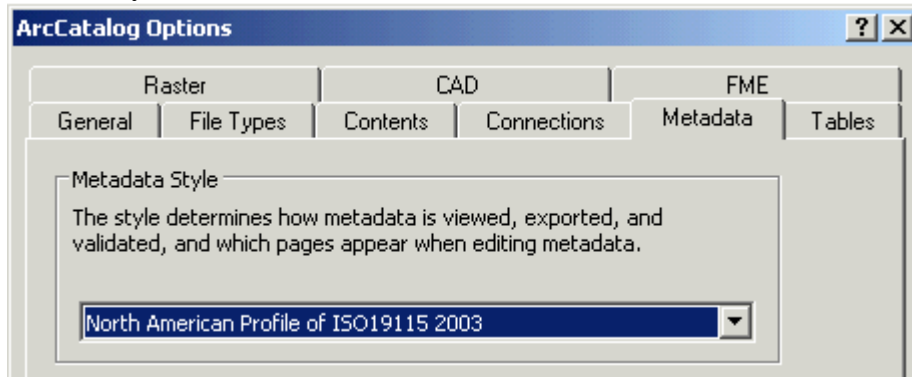 ArcCatalog Options
Raster CAD FME
General File Types Contents Connections Metadata Tables
Metadata Style
The style determines how metadata is viewed, exported, and
validated, and which pages appear when editing metadata.
North American Profile of ISO19115 2003